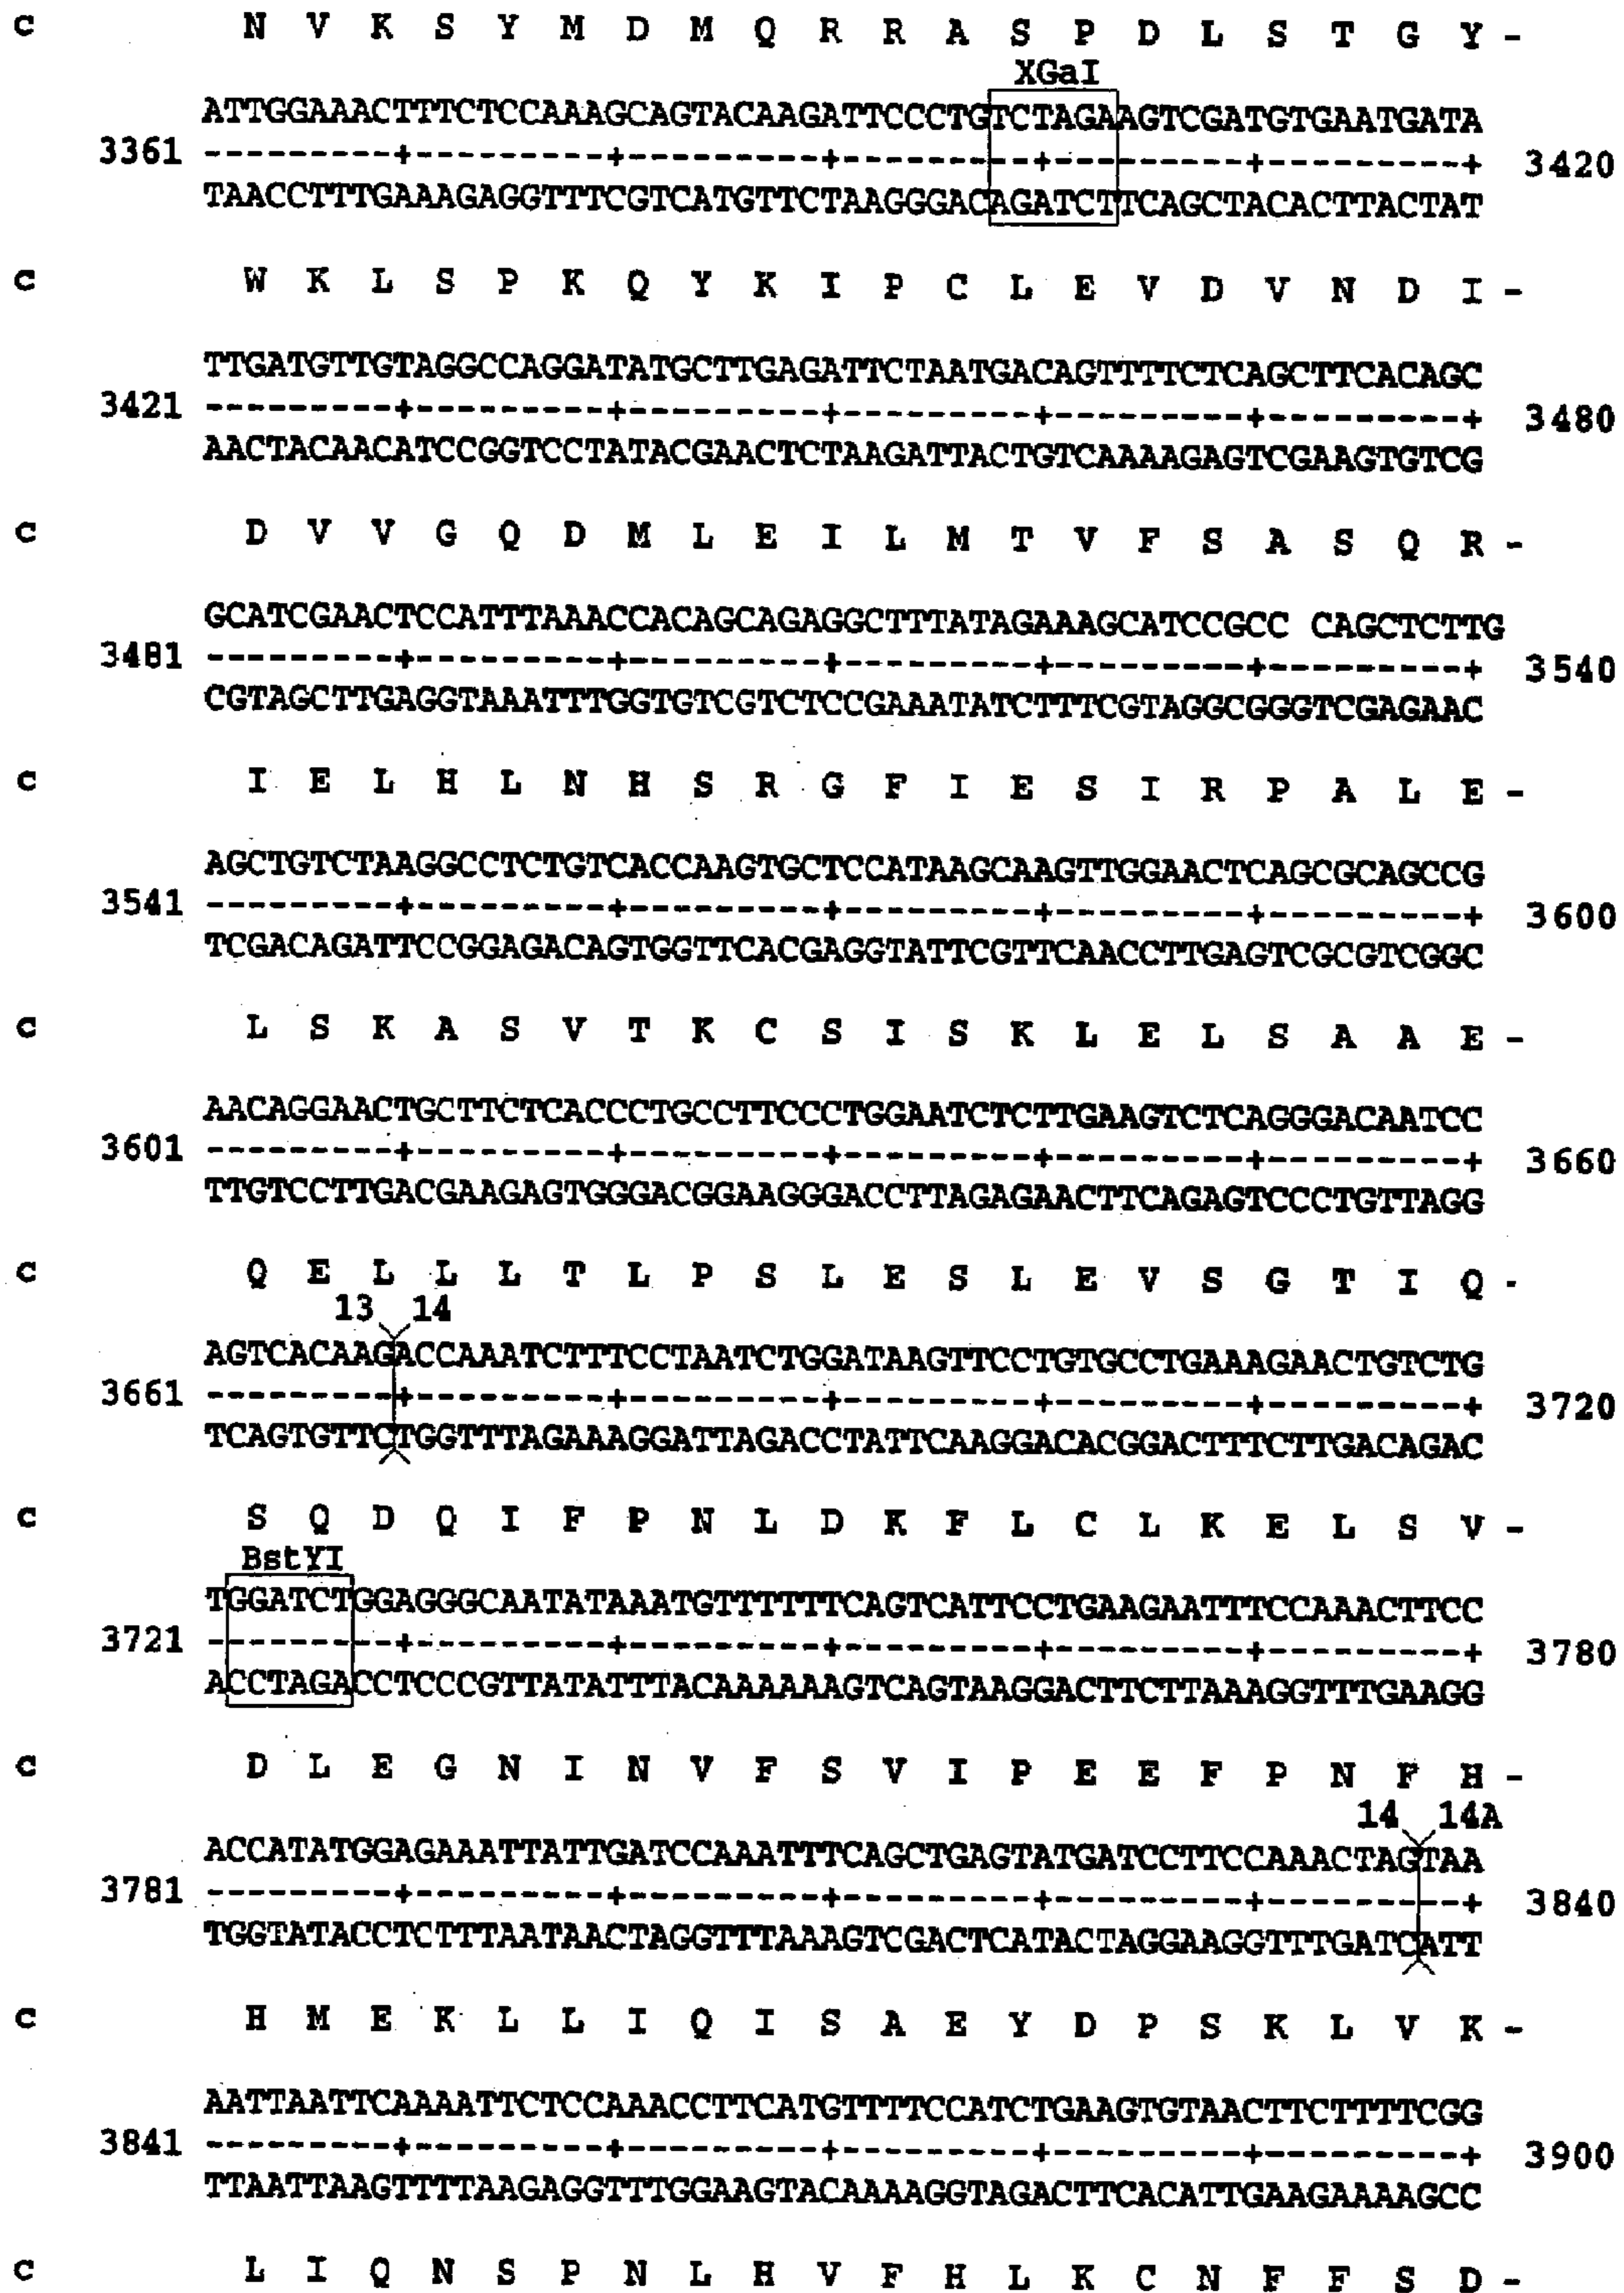 c N V K S Y M D M Q R R A S P D L S T G Y -
XGaI
ATTGGAAACTTTCTCCAAAGCAGTACAAGATTCCCTGTCTAGAAGTCGATGTGAATGATA
3361 ---------+---------+---------+---------+---------+---------+ 3420
TAACCTTTGAAAGAGGTTTCGTCATGTTCTAAGGGACAGATCTTCAGCTACACTTACTAT
c W K L S P K Q Y K I P C L E V D V N D I -
TTGATGTTGTAGGCCAGGATATGCTTGAGATTCTAATGACAGTTTTCTCAGCTTCACAGC
3421 ---------+---------+---------+---------+---------+---------+ 3480
AACTACAACATCCGGTCCTATACGAACTCTAAGATTACTGTCAAAAGAGTCGAAGTGTCG
c D V V G Q D M L E I L M T V F S A S Q R -
GCATCGAACTCCATTTAAACCACAGCAGAGGCTTTATAGAAAGCATCCGCC CAGCTCTTG
3481 ---------+---------+---------+---------+---------+---------+ 3540
CGTAGCTTGAGGTAAATTTGGTGTCGTCTCCGAAATATCTTTCGTAGGCGGGTCGAGAAC
c I E L H L N H S R G F I E S I R P A L E -
AGCTGTCTAAGGCCTCTGTCACCAAGTGCTCCATAAGCAAGTTGGAACTCAGCGCAGCCG
3541 ---------+---------+---------+---------+---------+---------+ 3600
TCGACAGATTCCGGAGACAGTGGTTCACGAGGTATTCGTTCAACCTTGAGTCGCGTCGGC
c L S K A S V T K C S I S K L E L S A A E -
AACAGGAACTGCTTCTCACCCTGCCTTCCCTGGAATCTCTTGAAGTCTCAGGGACAATCC
3601 ---------+---------+---------+---------+---------+---------+ 3660
TTGTCCTTGACGAAGAGTGGGACGGAAGGGACCTTAGAGAACTTCAGAGTCCCTGTTAGG
c Q E L L L T L P S L E S L E V S G T I Q -
13 14
AGTCACAAGACCAAATCTTTCCTAATCTGGATAAGTTCCTGTGCCTGAAAGAACTGTCTG
3661 ---------+---------+---------+---------+---------+---------+ 3720
TCAGTGTTCTGGTTTAGAAAGGATTAGACCTATTCAAGGACACGGACTTTCTTGACAGAC
c S Q D Q I F P N L D K F L C L K E L S V -
BstYI
TGGATCTGGAGGGCAATATAAATGTTTTTTCAGTCATTCCTGAAGAATTTCCAAACTTCC
3721 ---------+---------+---------+---------+---------+---------+ 3780
ACCTAGACCTCCCGTTATATTTACAAAAAAGTCAGTAAGGACTTCTTAAAGGTTTGAAGG
c D L E G N I N V F S V I P E E F P N F H -
14 14A
ACCATATGGAGAAATTATTGATCCAAATTTCAGCTGAGTATGATCCTTCCAAACTAGTAA
3781 ---------+---------+---------+---------+---------+---------+ 3840
TGGTATACCTCTTTAATAACTAGGTTTAAAGTCGACTCATACTAGGAAGGTTTGATCATT
c H M E K L L I Q I S A E Y D P S K L V K -
AATTAATTCAAAATTCTCCAAACCTTCATGTTTTCCATCTGAAGTGTAACTTCTTTTCGG
3841 ---------+---------+---------+---------+---------+---------+ 3900
TTAATTAAGTTTTAAGAGGTTTGGAAGTACAAAAGGTAGACTTCACATTGAAGAAAAGCC
c L I Q N S P N L H V F H L K C N F F S D -